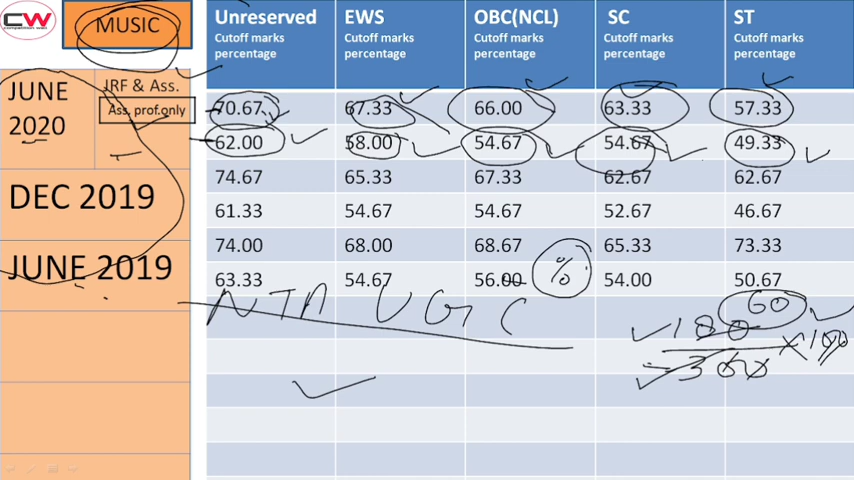 CW
MUSIC
Unreserved EWS OBC(NCL) SC ST
Cutoff marks percentage Cutoff marks percentage Cutoff marks percentage Cutoff marks percentage Cutoff marks percentage
JUNE 2020 JRF & Ass. 70.67 67.33 66.00 63.33 57.33
Ass. prof.only 62.00 58.00 54.67 54.67 49.33
DEC 2019 74.67 65.33 67.33 62.67 62.67
61.33 54.67 54.67 52.67 46.67
JUNE 2019 74.00 68.00 68.67 65.33 73.33
63.33 54.67 56.00 54.00 50.67
%
NTA UGC
60
180 × 100
300